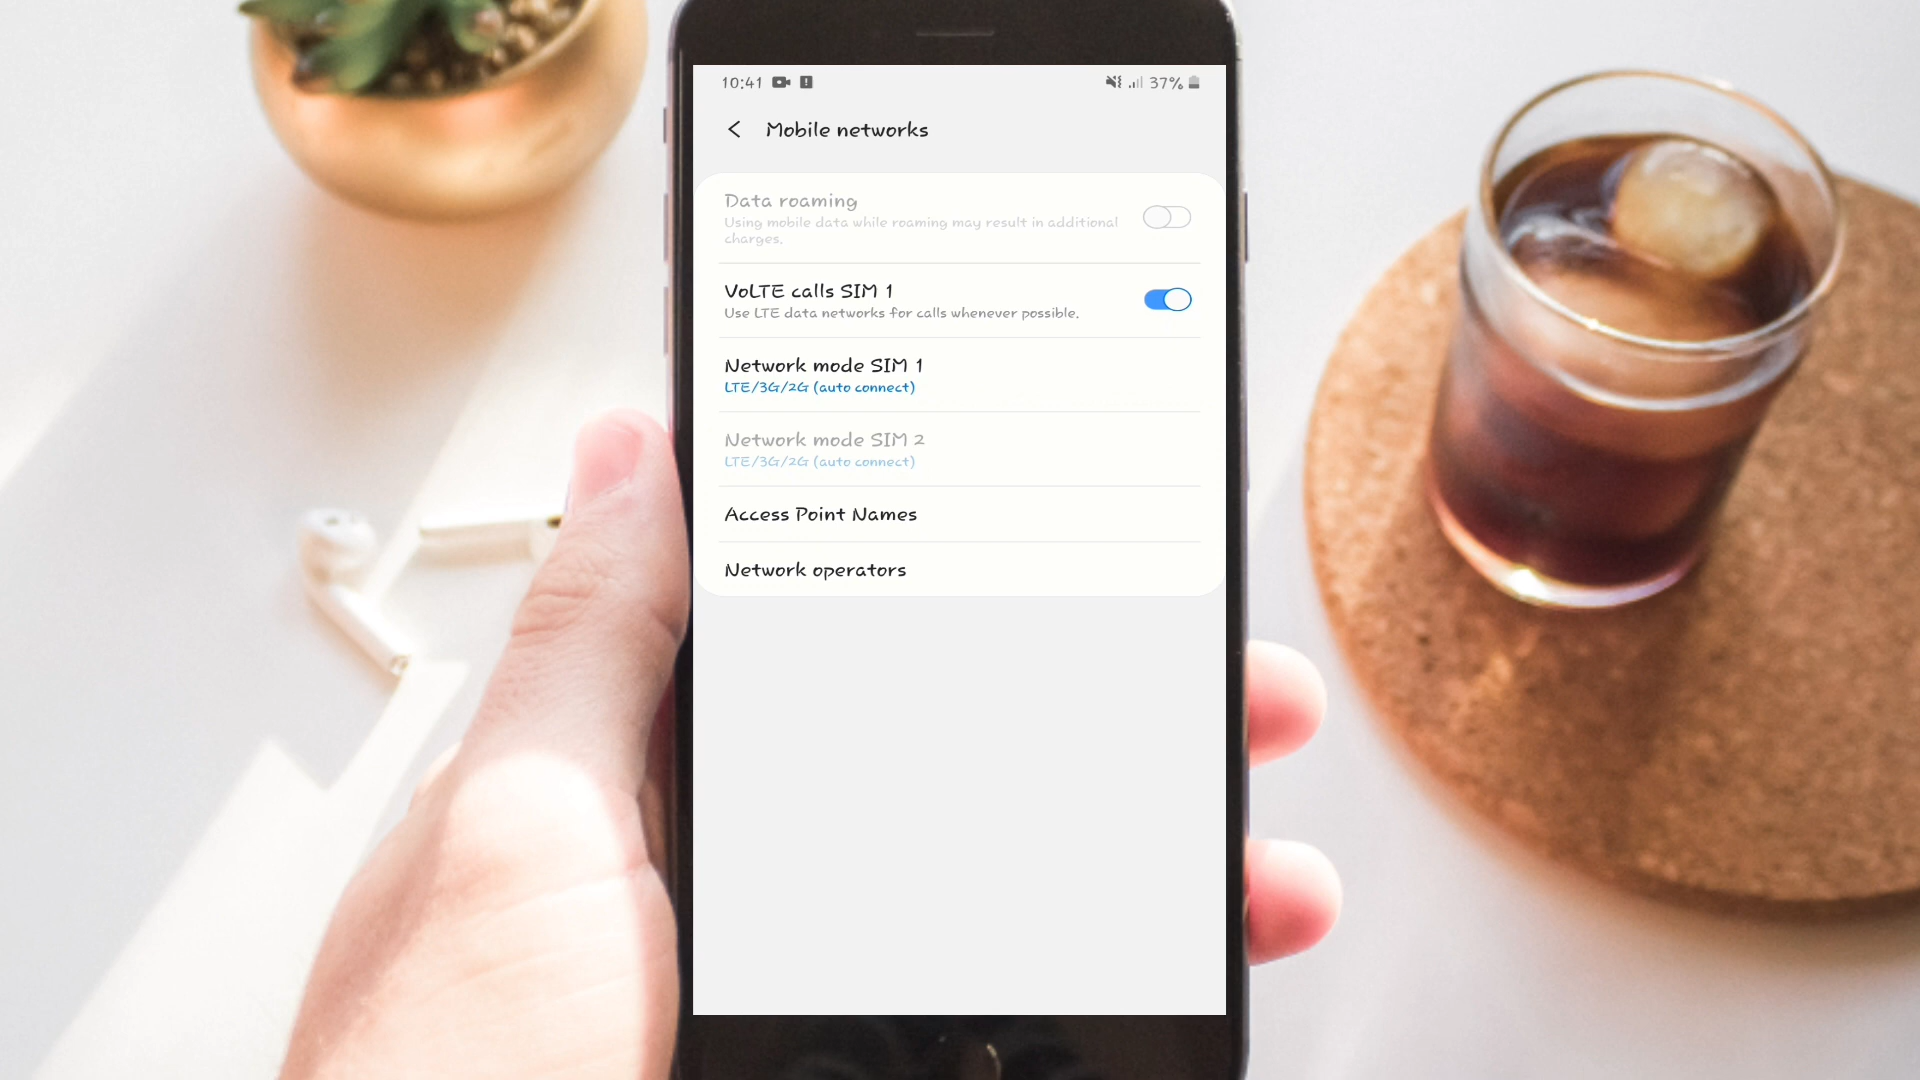 10:41 37%
Mobile networks
Data roaming
Using mobile data while roaming may result in additional
charges.
VoLTE calls SIM 1
Use LTE data networks for calls whenever possible.
Network mode SIM 1
LTE/3G/2G (auto connect)
Network mode SIM 2
LTE/3G/2G (auto connect)
Access Point Names
Network operators